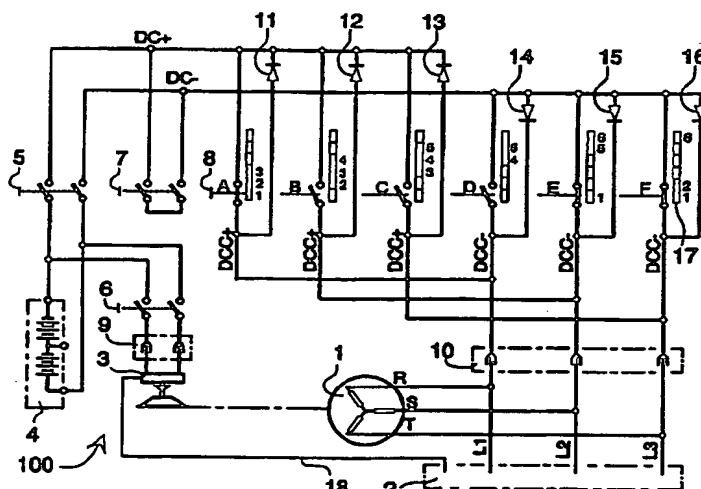 11 12 13
DC+
14 15 16
DC-
5 7 8
A B C D E F
3 2 1
4 3 2
5 4 3
6 4
6 5 1
6 2 1
17
DCC+ DCC+ DCC+ DCC- DCC- DCC-
6
9
3
1
10
R
S
T
4
L1 L2 L3
100
18
2